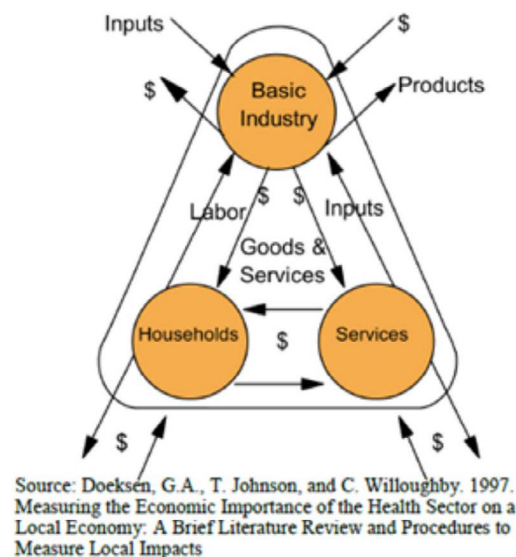 Inputs
$
$
Products
Basic
Industry
$ $
Labor
Inputs
Goods &
Services
Households
$
Services
$
$
Source: Doeksen, G.A., T. Johnson, and C. Willoughby. 1997.
Measuring the Economic Importance of the Health Sector on a
Local Economy: A Brief Literature Review and Procedures to
Measure Local Impacts